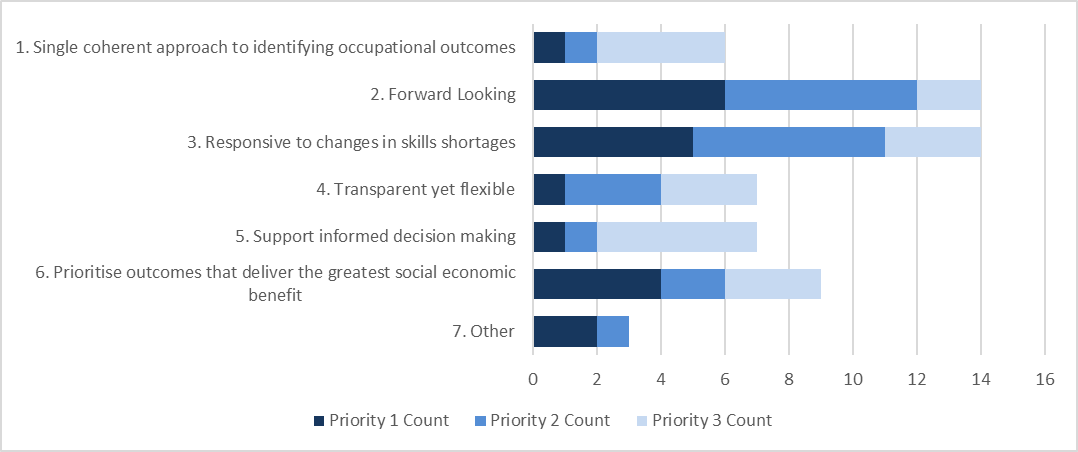 1. Single coherent approach to identifying occupational outcomes
2. Forward Looking
3. Responsive to changes in skills shortages
4. Transparent yet flexible
5. Support informed decision making
6. Prioritise outcomes that deliver the greatest social economic
benefit
7. Other
0 2 4 6 8 10 12 14 16
Priority 1 Count Priority 2 Count Priority 3 Count